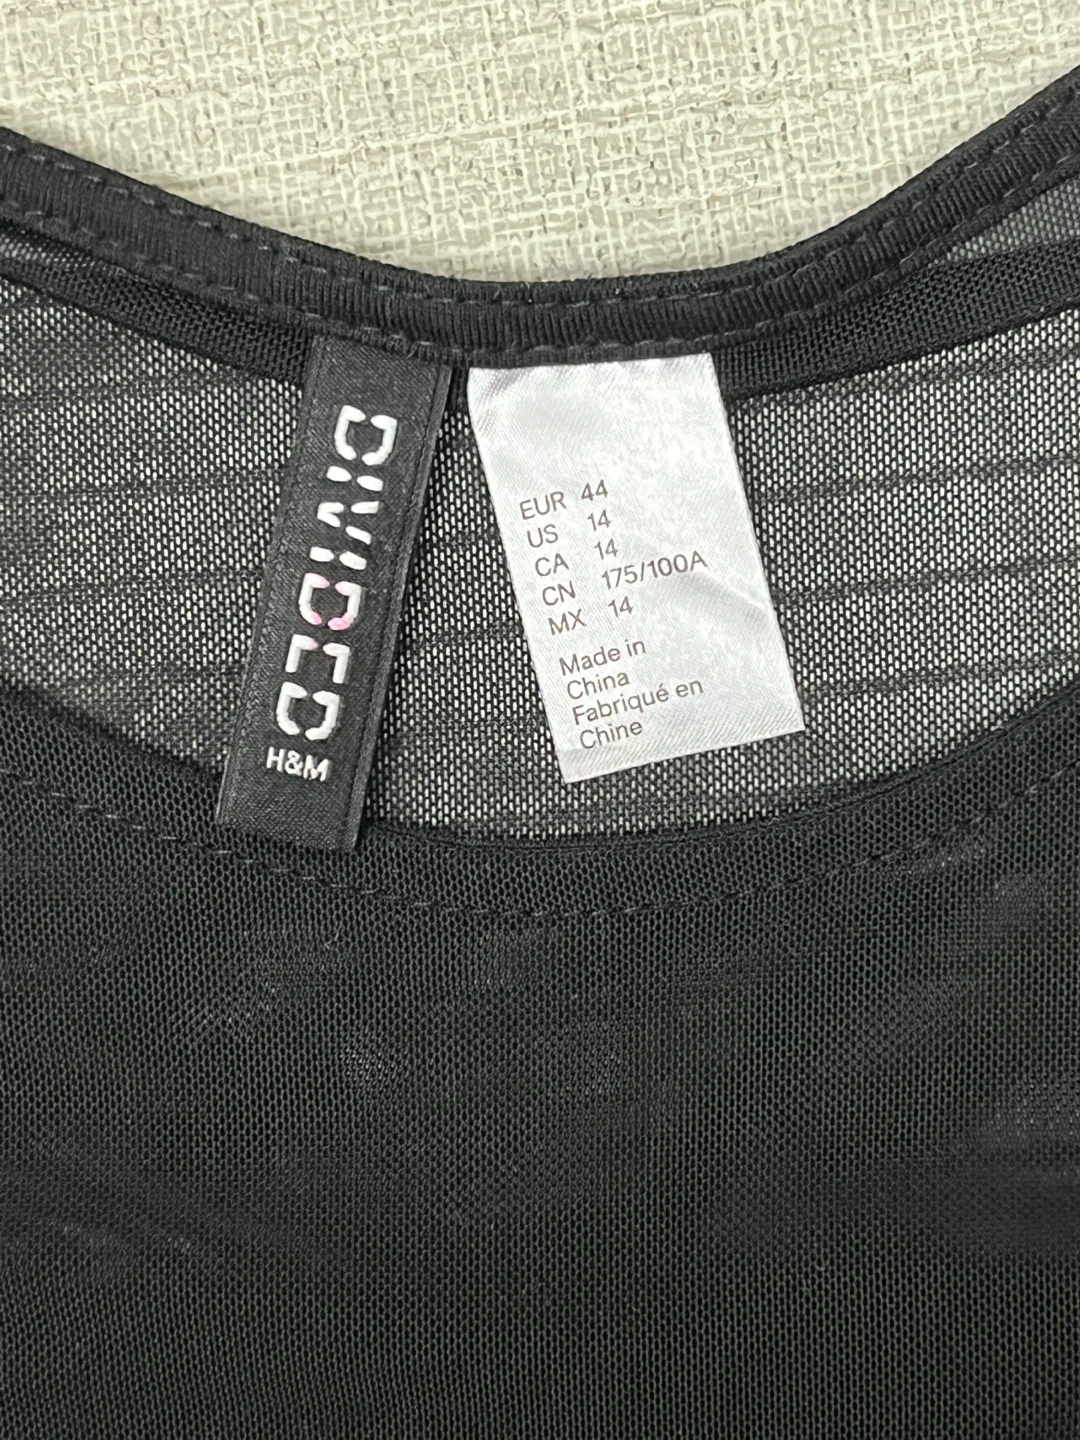 DIVIDED
H&M
EUR 44
US 14
CA 14
CN 175/100A
MX 14
Made in
China
Fabriqué en
Chine